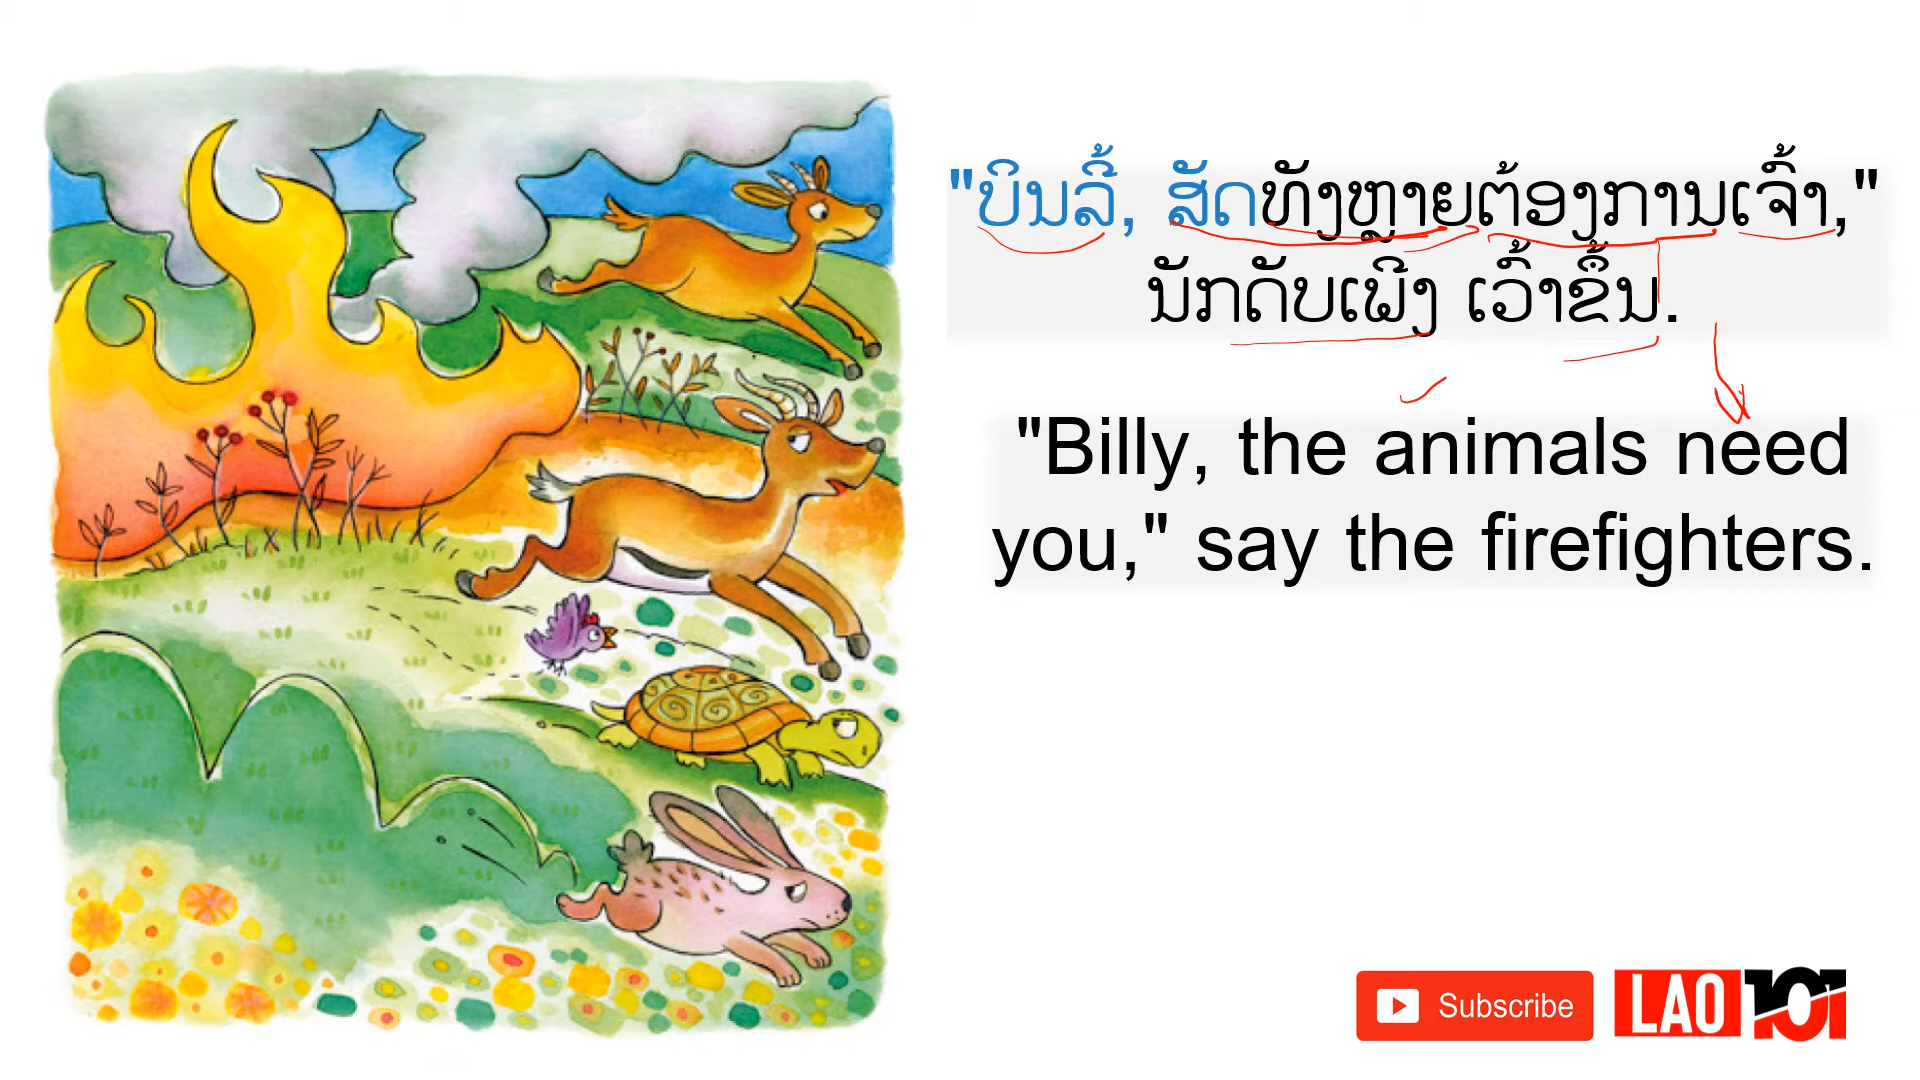 "ບິນລີ້, ສັດທັງຫຼາຍຕ້ອງການເຈົ້າ,"
ນັກດັບເພີງ ເວົ້າຂຶ້ນ.
"Billy, the animals need
you," say the firefighters.
Subscribe
LAO 101